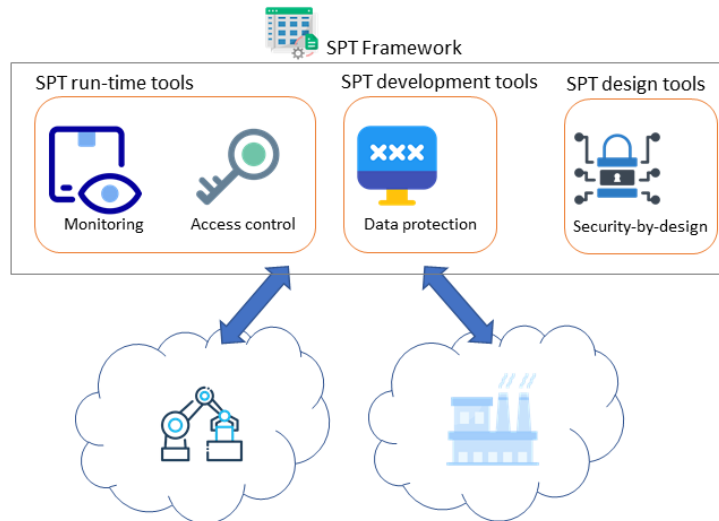 SPT Framework
SPT run-time tools
SPT development tools
SPT design tools
xxx
Monitoring
Access control
Data protection
Security-by-design